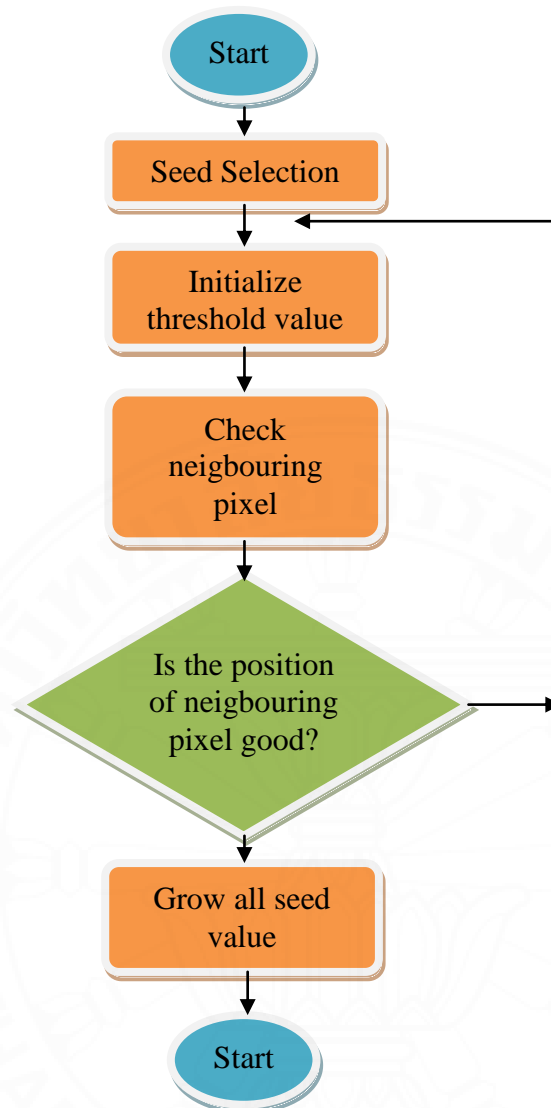 Start
Seed Selection
Initialize
threshold value
Check
neigbouring
pixel
Is the position
of neigbouring
pixel good?
Grow all seed
value
Start